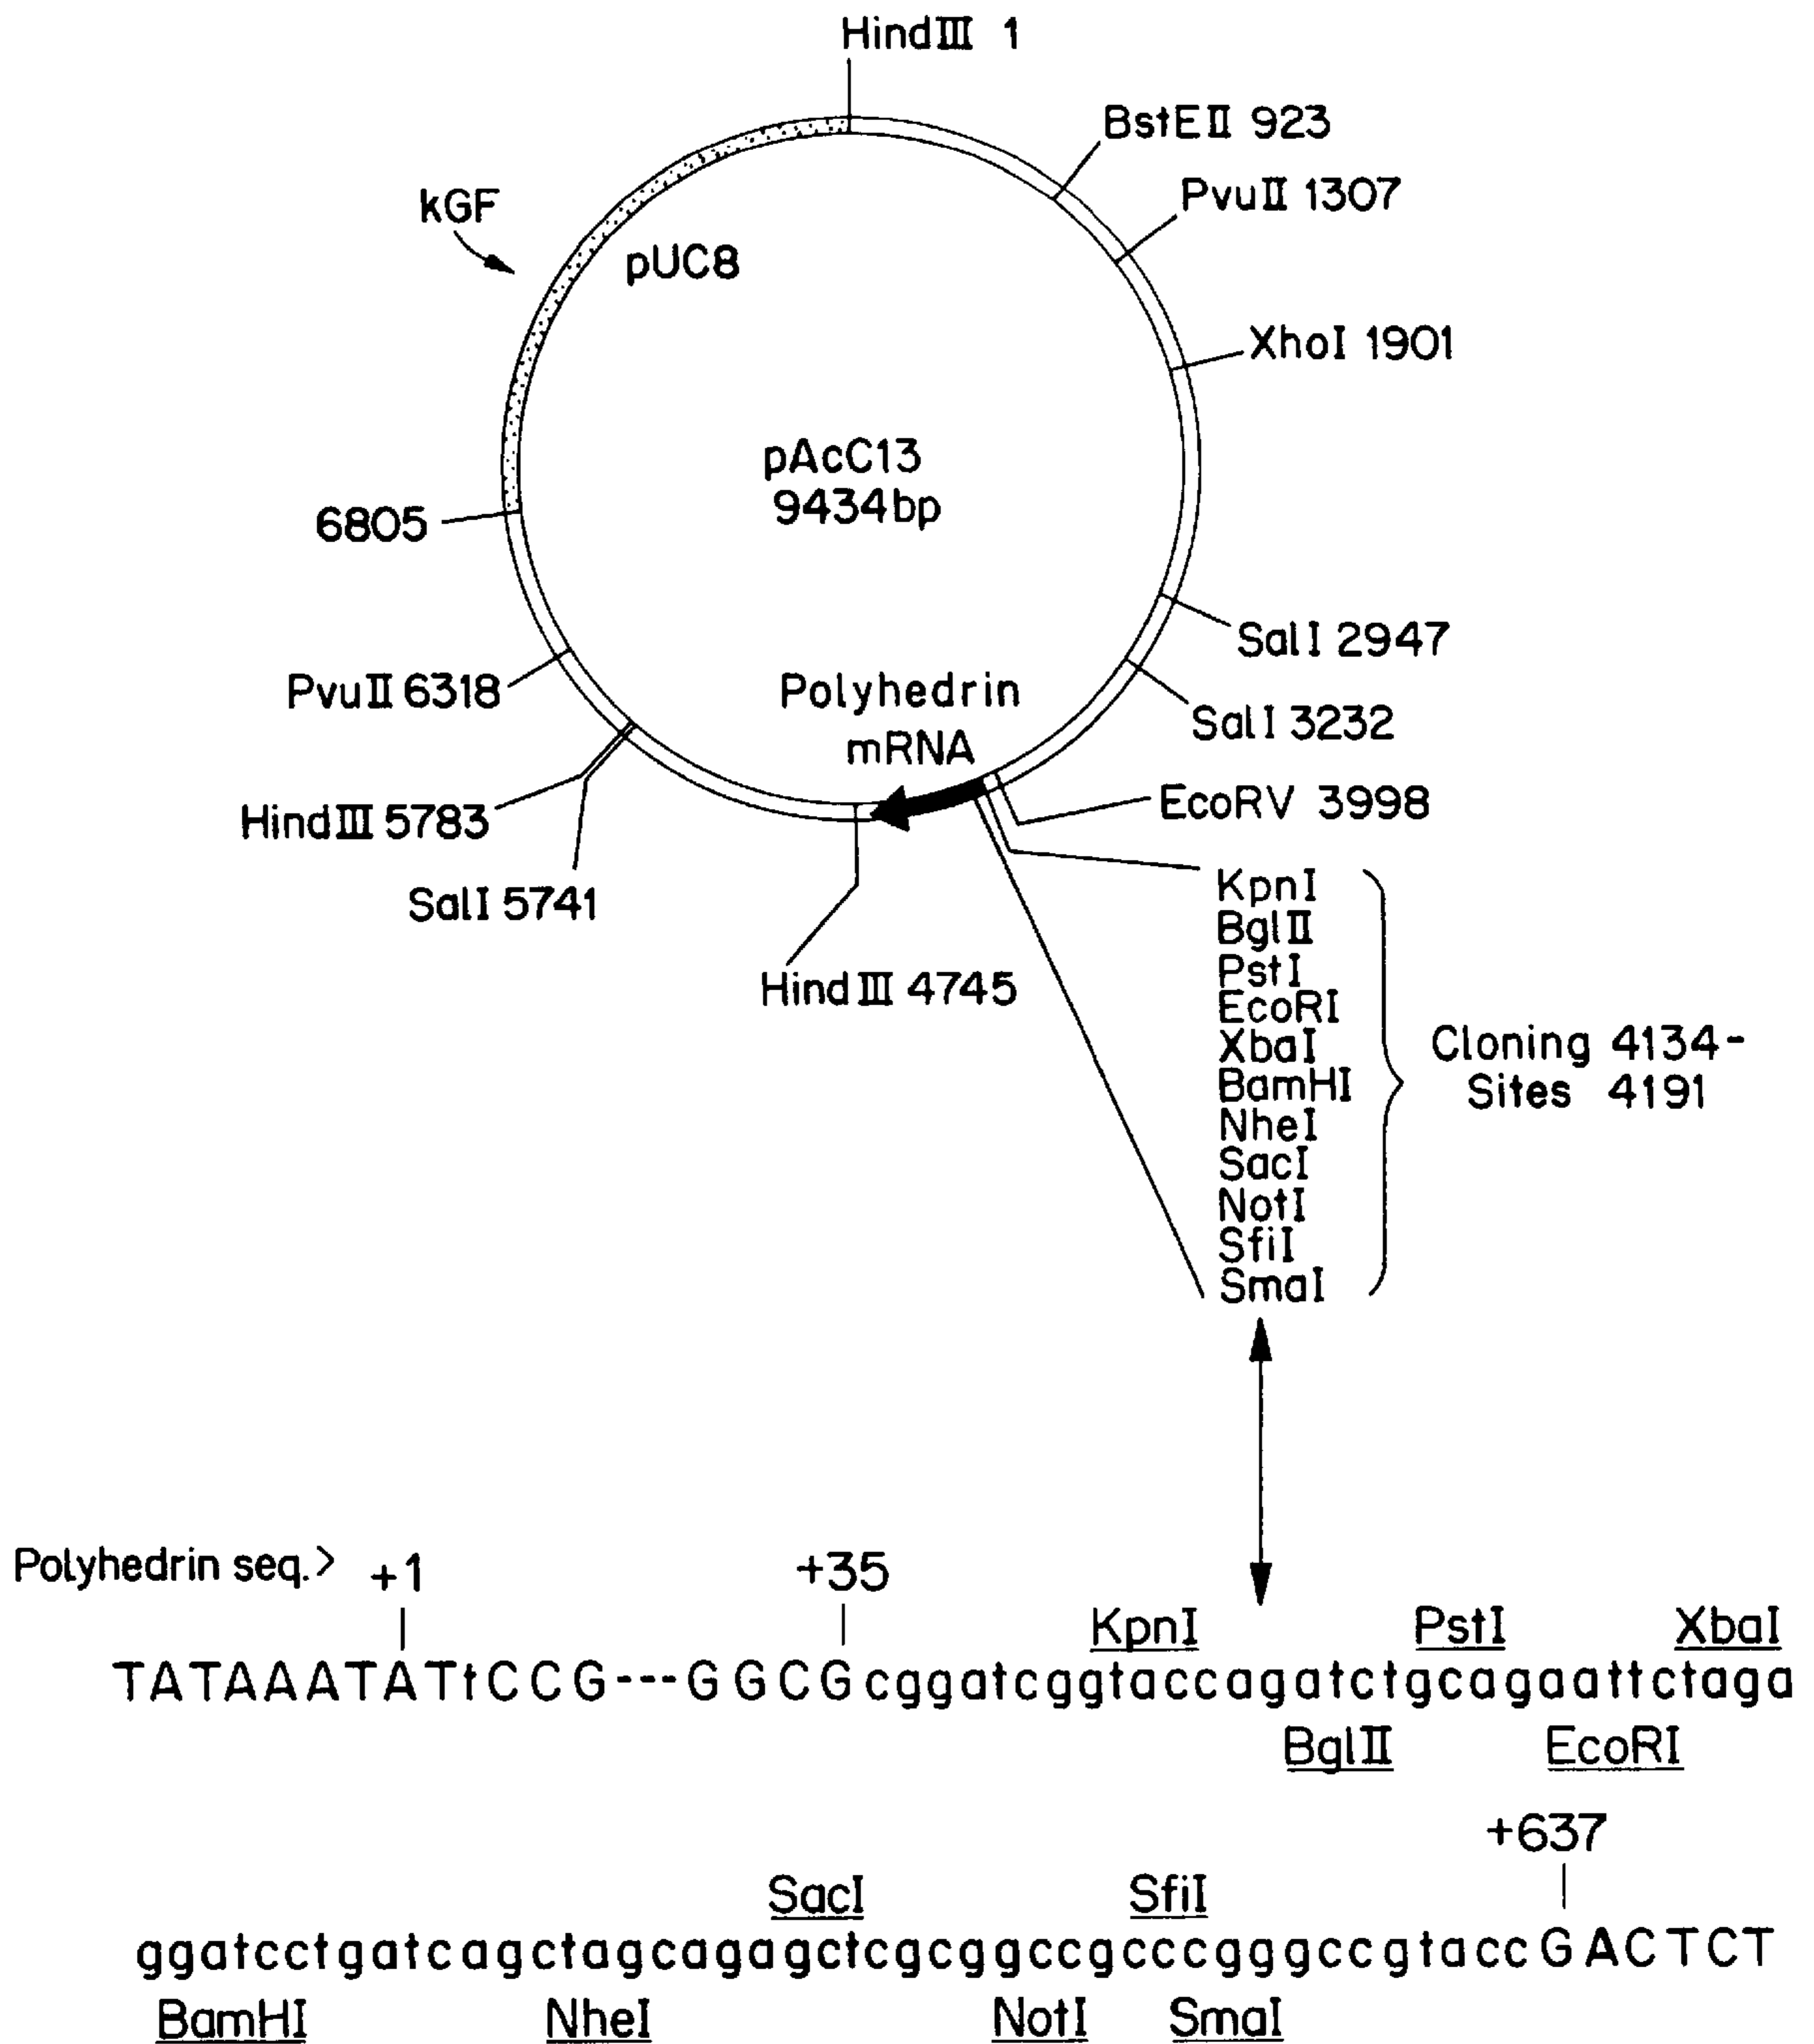 HindIII 1
BstEII 923
PvuII 1307
kGF
pUC8
XhoI 1901
pAcC13
9434bp
6805
SalI 2947
PvuII 6318
Polyhedrin
mRNA
SalI 3232
HindIII 5783
EcoRV 3998
SalI 5741
HindIII 4745
KpnI
BglII
PstI
EcoRI
XbaI
BamHI
NheI
SacI
NotI
SfiI
SmaI
Cloning 4134-
Sites 4191
Polyhedrin seq.> +1 +35
KpnI PstI XbaI
TATAAATATtCCG---GGCGcggatcggtaccagatctgcagaattctaga
BglII EcoRI
+637
SacI SfiI
ggatcctgatcagctagcagagctcgcggccgcccgggccgtaccGACTCT
BamHI NheI NotI SmaI